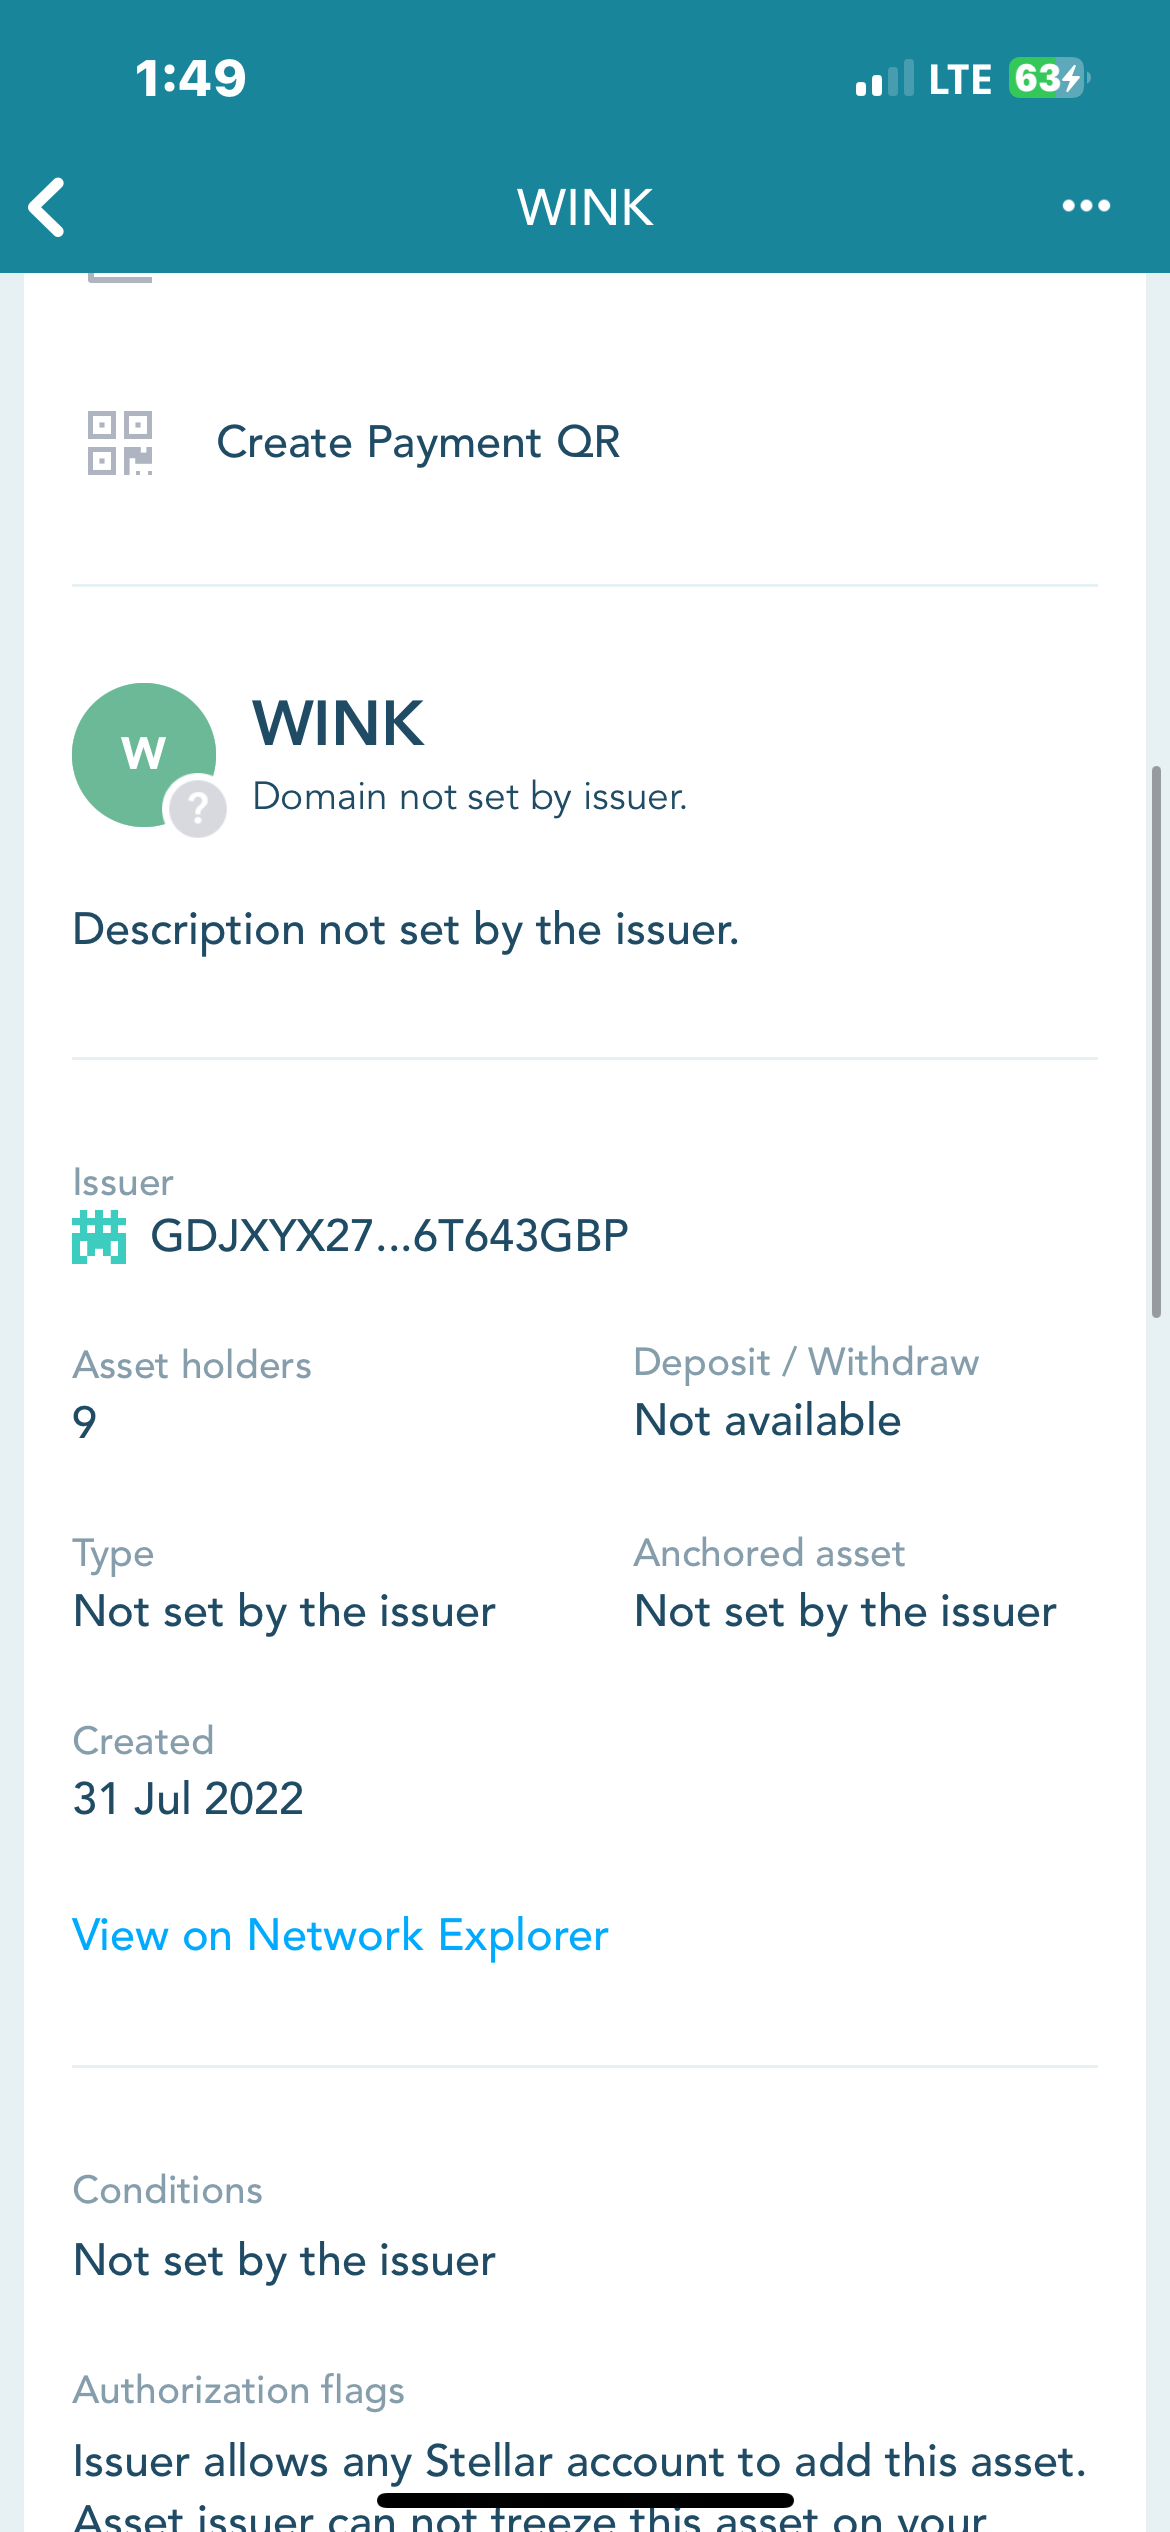 1:49
LTE 63
WINK
Create Payment QR
W
?
WINK
Domain not set by issuer.
Description not set by the issuer.
Issuer
GDJXYX27...6T643GBP
Asset holders
9
Deposit / Withdraw
Not available
Type
Not set by the issuer
Anchored asset
Not set by the issuer
Created
31 Jul 2022
View on Network Explorer
Conditions
Not set by the issuer
Authorization flags
Issuer allows any Stellar account to add this asset.
Asset issuer can not freeze this asset on your